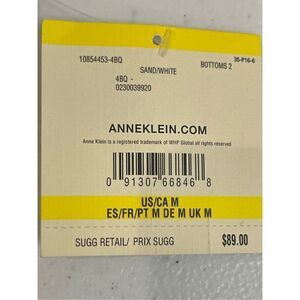 10854453-4BQ 35-P16-6
SAND/WHITE BOTTOMS 2
4BQ -
0230039920
ANNEKLEIN.COM
Anne Klein is a registered trademark of WHP Global all rights reserved
0 91307 66846 8
US/CA M
ES/FR/PT M DE M UK M
SUGG RETAIL/ PRIX SUGG $89.00